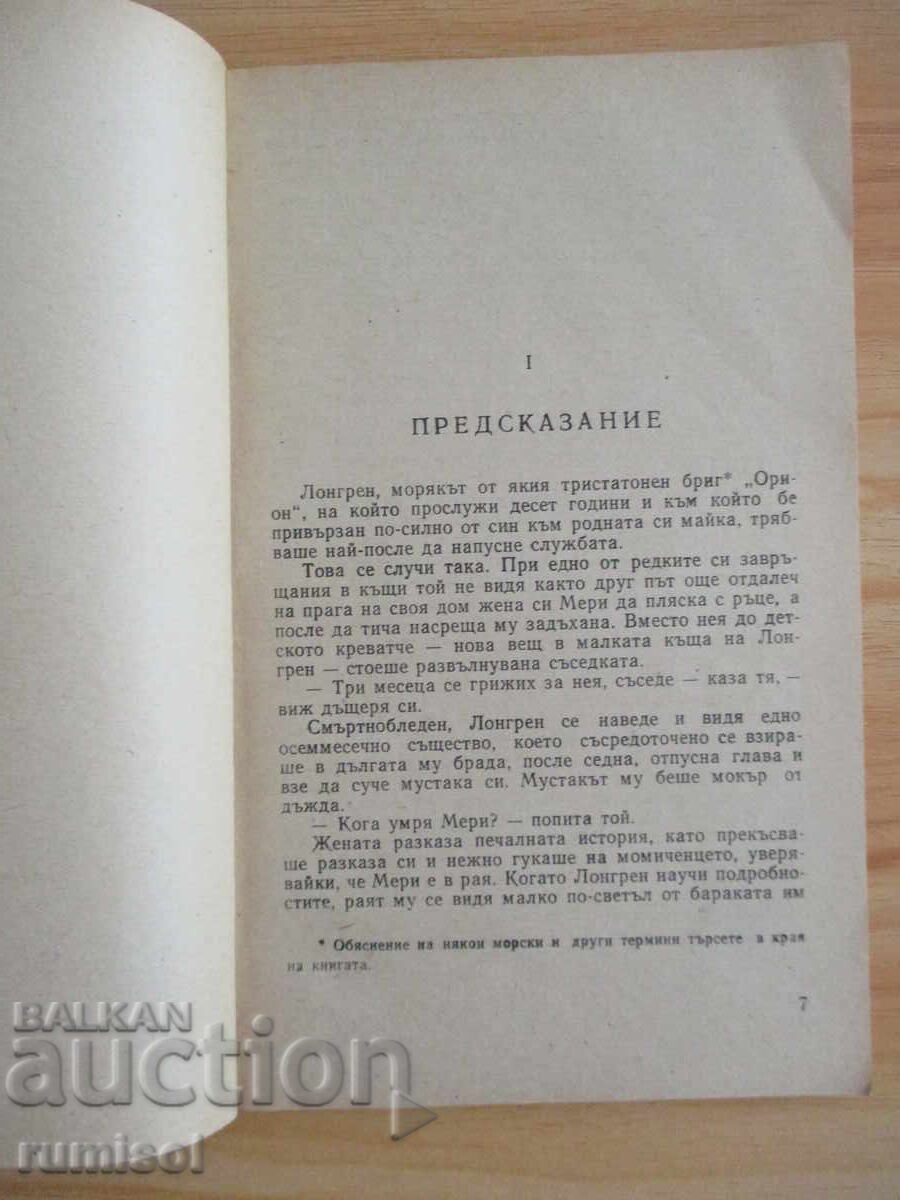 I
ПРЕДСКАЗАНИЕ
Лонгрен, морякът от якия тристатонен бриг* „Ори-
он“, на който прослужи десет години и към който бе
привързан по-силно от син към родната си майка, тряб-
ваше най-после да напусне службата.
Това се случи така. При едно от редките си завръ-
щания в къщи той не видя както друг път още отдалеч
на прага на своя дом жена си Мери да пляска с ръце, а
после да тича насреща му задъхана. Вместо нея до дет-
ското креватче — нова вещ в малката къща на Лон-
грен — стоеше развълнувана съседката.
— Три месеца се грижих за нея, съседе — каза тя, —
виж дъщеря си.
Смъртнобледен, Лонгрен се наведе и видя едно
осеммесечно същество, което съсредоточено се взира-
ше в дългата му брада, после седна, отпусна глава и
взе да суче мустака си. Мустакът му беше мокър от
дъжда.
— Кога умря Мери? — попита той.
Жената разказа печалната история, като прекъсва-
ше разказа си и нежно гукаше на момиченцето, уверя-
вайки, че Мери е в рая. Когато Лонгрен научи подробно-
стите, раят му се видя малко по-светъл от бараката им
* Обяснение на някои морски и други термини търсете в края
на книгата.
7
BALKAN
auction
rumisol